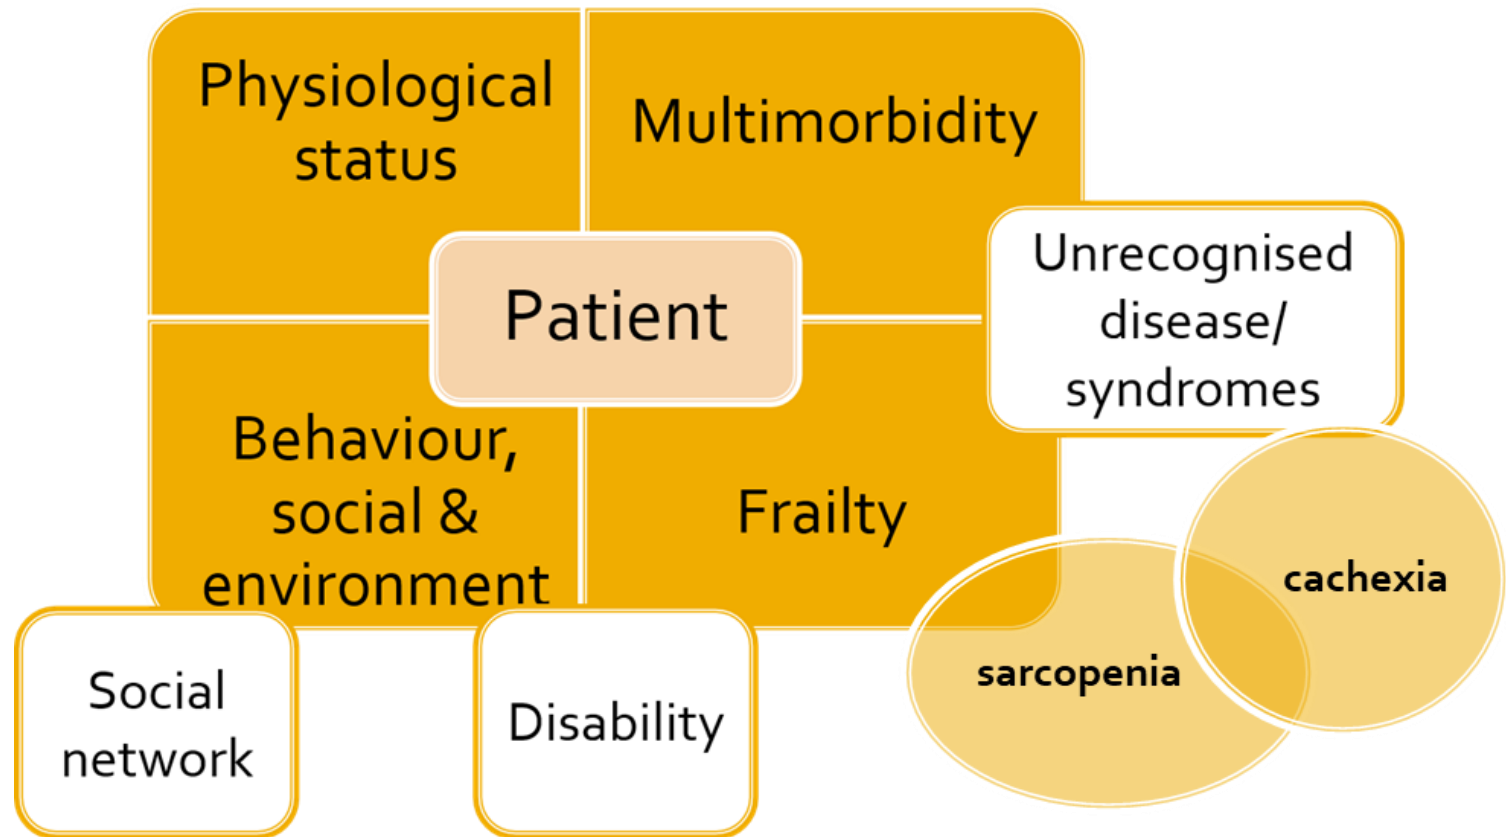 Physiological
status
Multimorbidity
Patient
Unrecognised
disease/
syndromes
Behaviour,
social &
environment
Frailty
cachexia
sarcopenia
Social
network
Disability